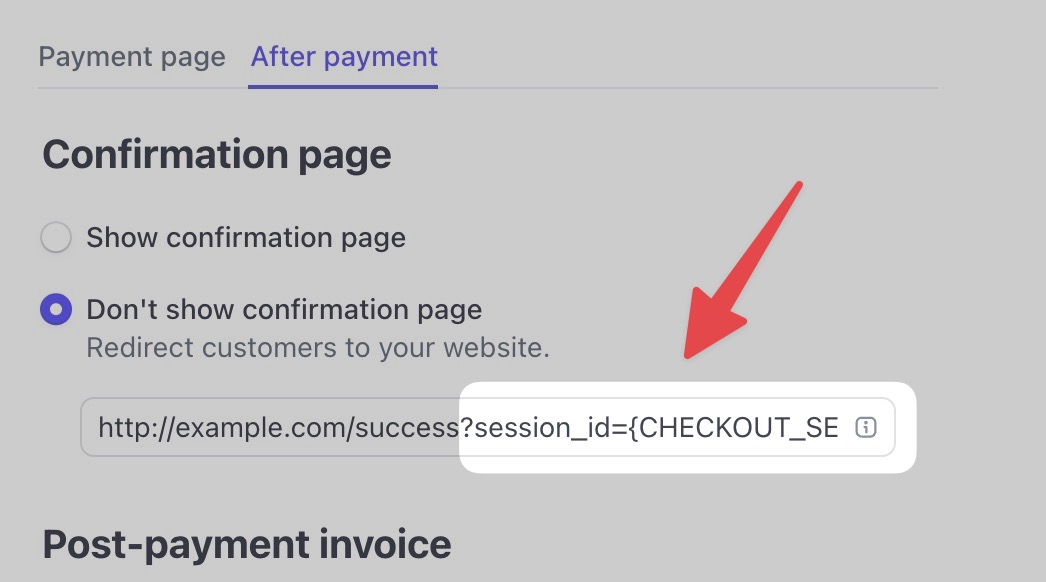 Payment page After payment
Confirmation page
Show confirmation page
Don't show confirmation page
Redirect customers to your website.
http://example.com/success?session_id={CHECKOUT_SE
Post-payment invoice